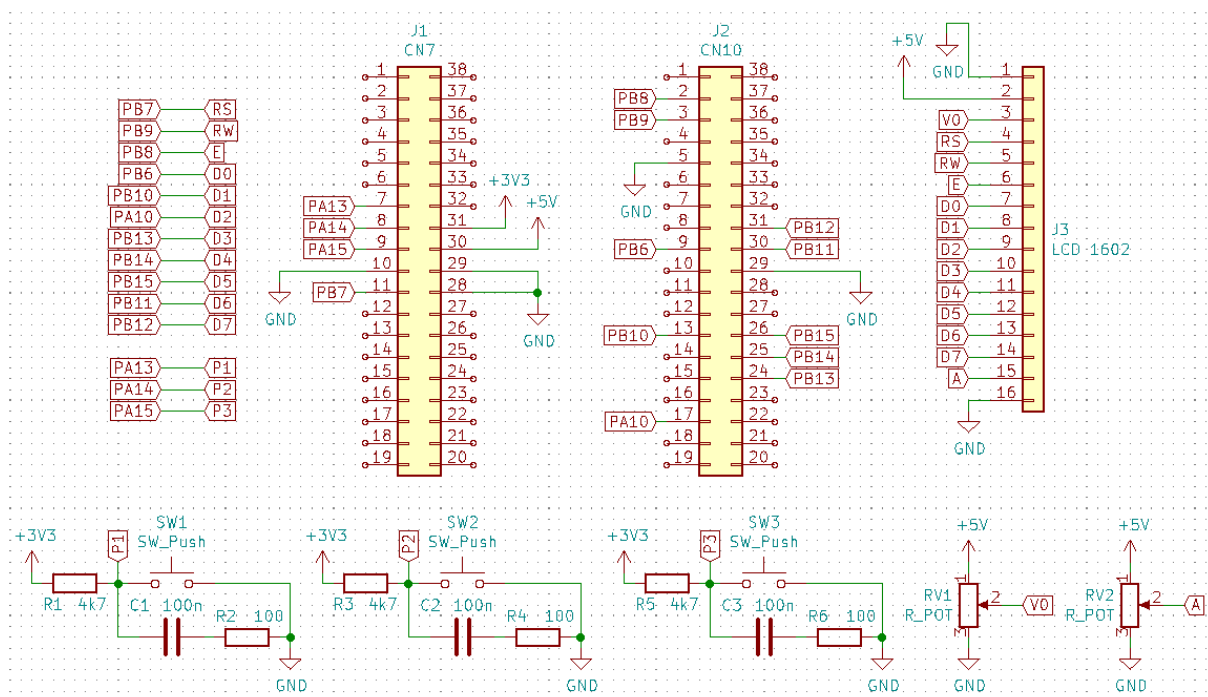 J1
CN7
1 38
2 37
3 36
4 35
5 34
6 33
PA13 7 32
PA14 8 31 +3V3
PA15 9 30 +5V
10 29
GND
PB7 11 28
GND
12 27
13 26
14 25
15 24
16 23
17 22
18 21
19 20
PB7 RS
PB9 RW
PB8 E
PB6 D0
PB10 D1
PA10 D2
PB13 D3
PB14 D4
PB15 D5
PB11 D6
PB12 D7
PA13 P1
PA14 P2
PA15 P3
J2
CN10
1 38
PB8 2 37
PB9 3 36
4 35
5 34
GND
6 33
7 32
8 31 PB12
PB6 9 30 PB11
10 29
GND
11 28
12 27
PB10 13 26 PB15
14 25 PB14
15 24 PB13
16 23
PA10 17 22
18 21
19 20
+5V
GND
1
2
V0 3
RS 4
RW 5
E 6
D0 7
D1 8
D2 9
D3 10
D4 11
D5 12
D6 13
D7 14
A 15
16
GND
J3
LCD 1602
+3V3
P1
SW1
SW_Push
R1 4k7
C1 100n
R2 100
GND
+3V3
P2
SW2
SW_Push
R3 4k7
C2 100n
R4 100
GND
+3V3
P3
SW3
SW_Push
R5 4k7
C3 100n
R6 100
GND
+5V
1
RV1
R_POT
2 V0
3
GND
+5V
1
RV2
R_POT
2 A
3
GND